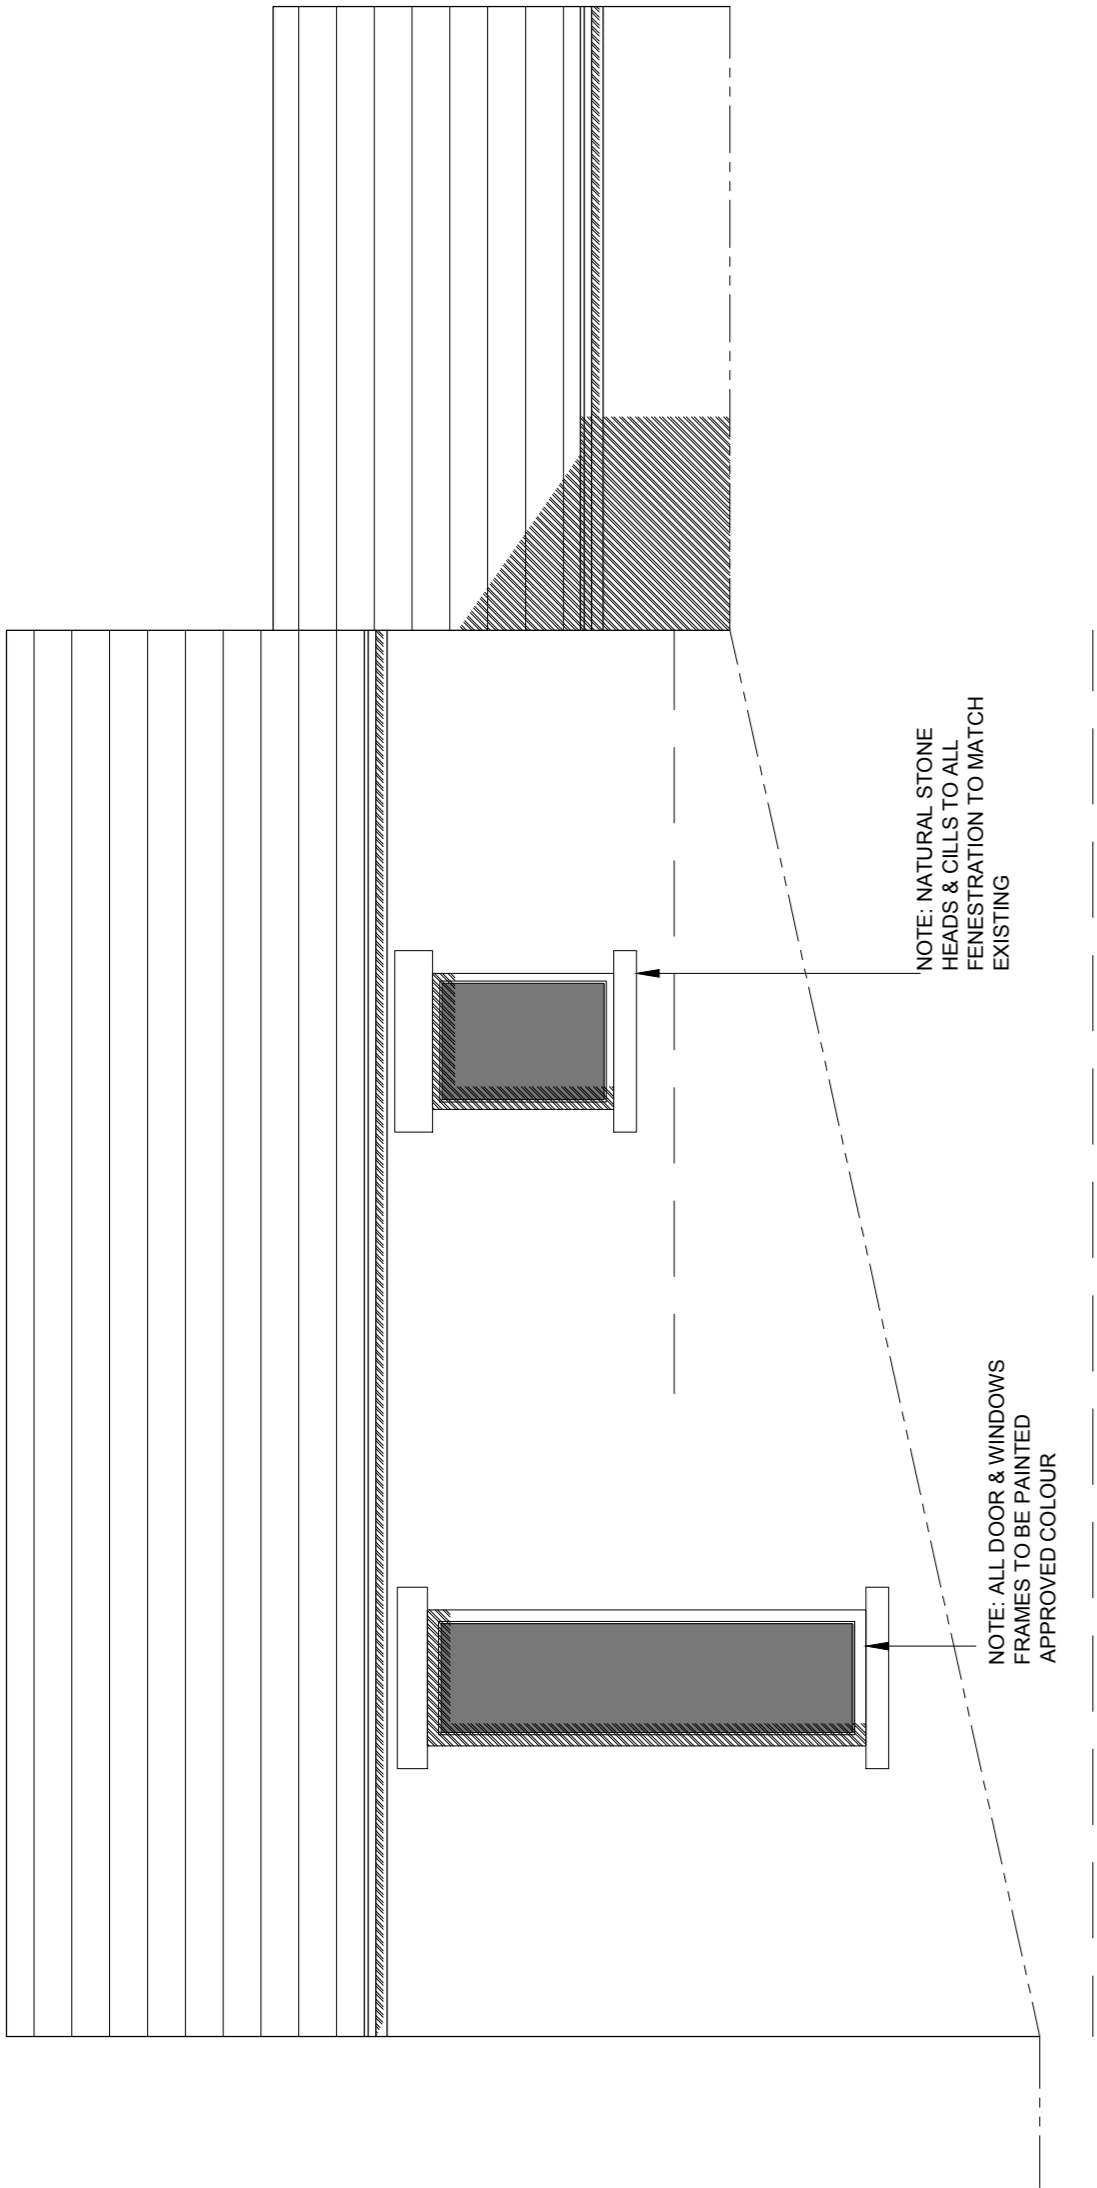 NOTE: ALL DOOR & WINDOWS
FRAMES TO BE PAINTED
APPROVED COLOUR
NOTE: NATURAL STONE
HEADS & CILLS TO ALL
FENESTRATION TO MATCH
EXISTING